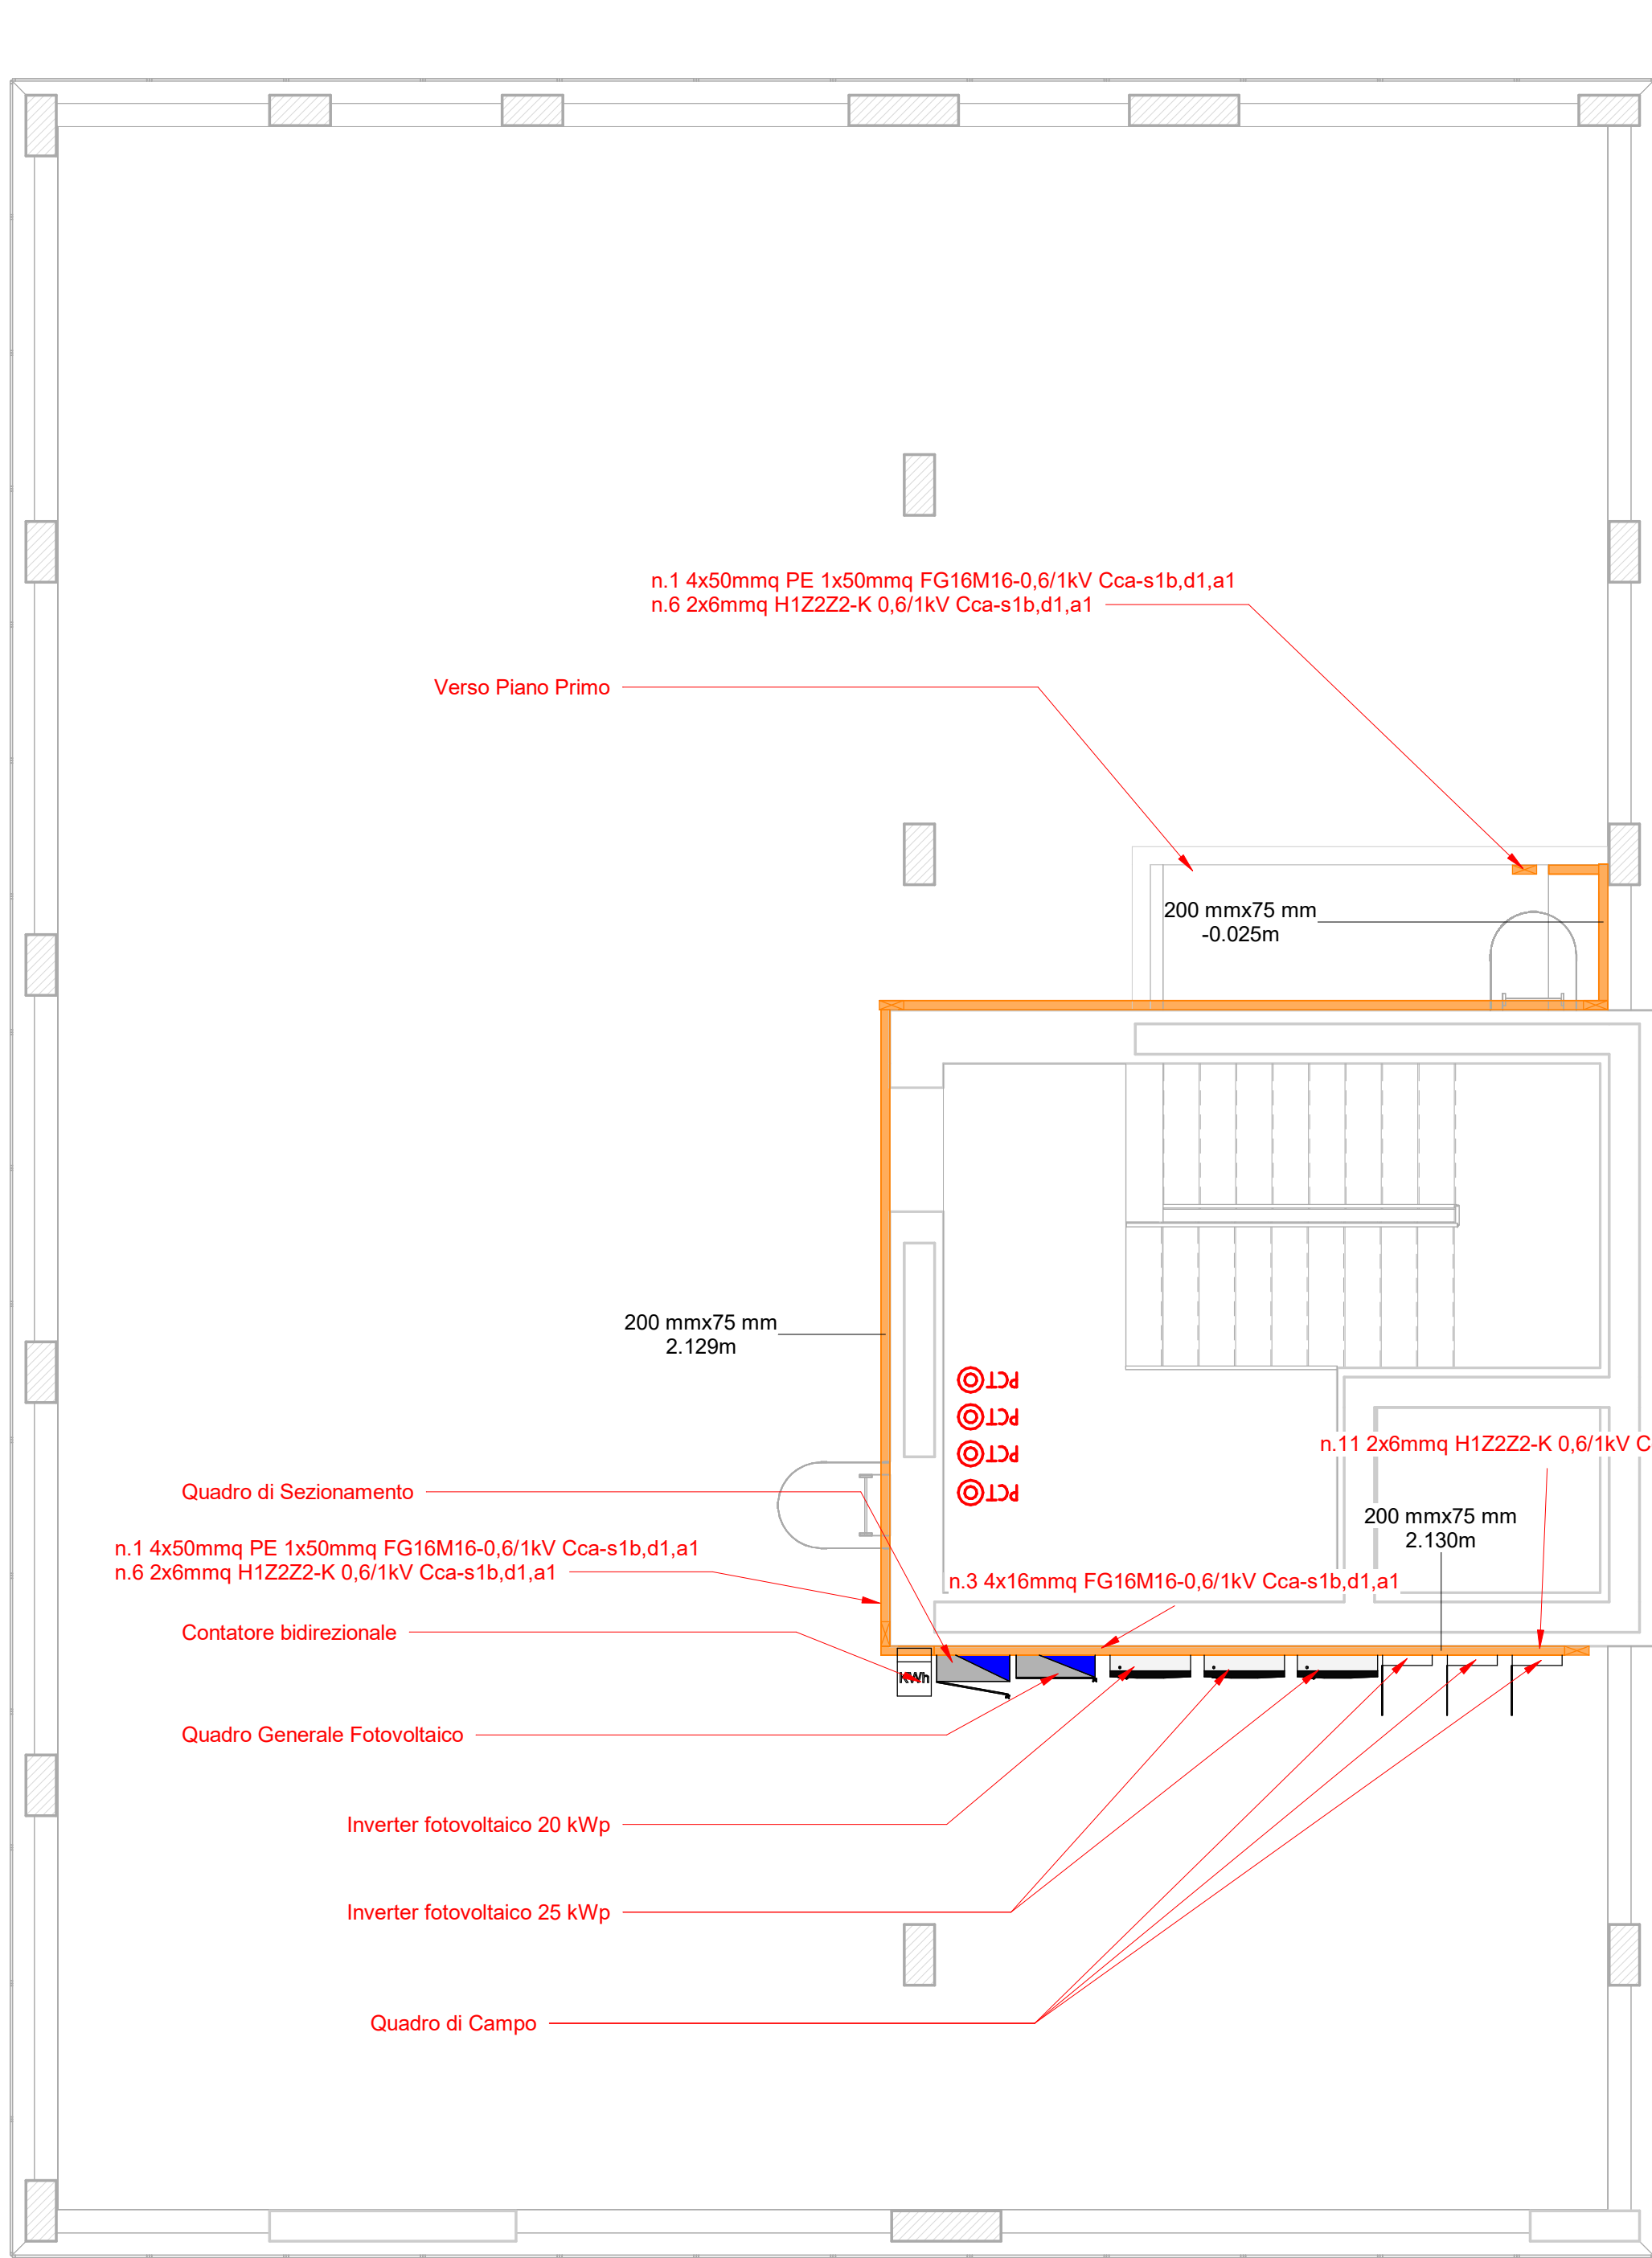 n.1 4x50mmq PE 1x50mmq FG16M16-0,6/1kV Cca-s1b,d1,a1
n.6 2x6mmq H1Z2Z2-K 0,6/1kV Cca-s1b,d1,a1
Verso Piano Primo
200 mmx75 mm
-0.025m
200 mmx75 mm
2.129m
PCT
PCT
PCT
PCT
n.11 2x6mmq H1Z2Z2-K 0,6/1kV C
Quadro di Sezionamento
200 mmx75 mm
2.130m
n.1 4x50mmq PE 1x50mmq FG16M16-0,6/1kV Cca-s1b,d1,a1
n.6 2x6mmq H1Z2Z2-K 0,6/1kV Cca-s1b,d1,a1
n.3 4x16mmq FG16M16-0,6/1kV Cca-s1b,d1,a1
Contatore bidirezionale
KWh
Quadro Generale Fotovoltaico
Inverter fotovoltaico 20 kWp
Inverter fotovoltaico 25 kWp
Quadro di Campo